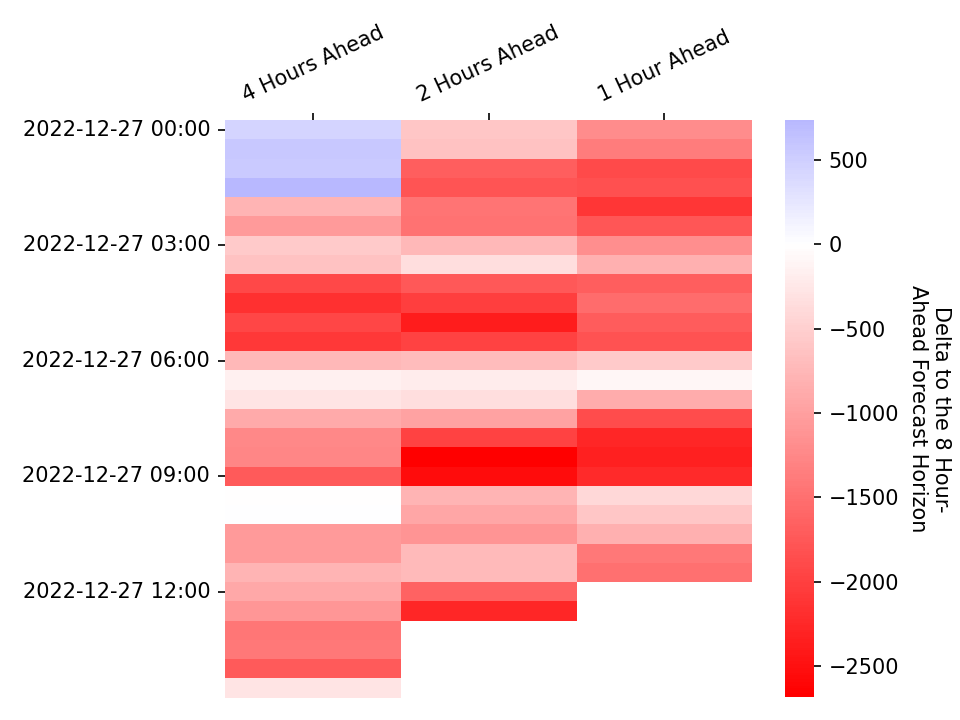 4 Hours Ahead
2 Hours Ahead
1 Hour Ahead
2022-12-27 00:00
2022-12-27 03:00
2022-12-27 06:00
2022-12-27 09:00
2022-12-27 12:00
500
0
−500
−1000
−1500
−2000
−2500
Delta to the 8 Hour-
Ahead Forecast Horizon